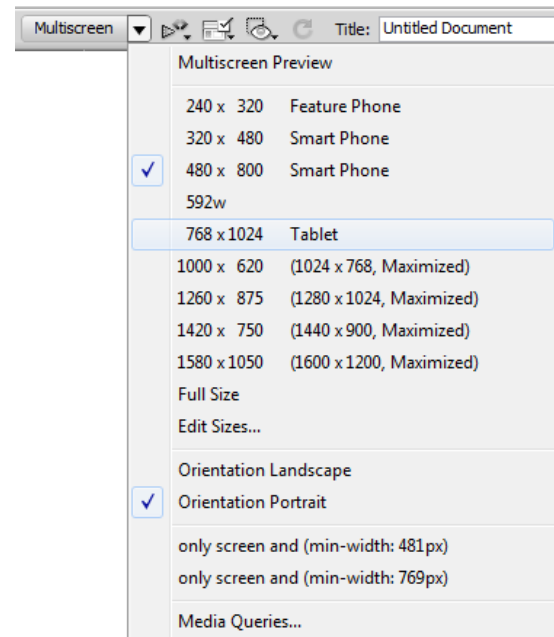 Multiscreen Title: Untitled Document
Multiscreen Preview
240 x 320 Feature Phone
320 x 480 Smart Phone
480 x 800 Smart Phone
592w
768 x 1024 Tablet
1000 x 620 (1024 x 768, Maximized)
1260 x 875 (1280 x 1024, Maximized)
1420 x 750 (1440 x 900, Maximized)
1580 x 1050 (1600 x 1200, Maximized)
Full Size
Edit Sizes...
Orientation Landscape
Orientation Portrait
only screen and (min-width: 481px)
only screen and (min-width: 769px)
Media Queries...